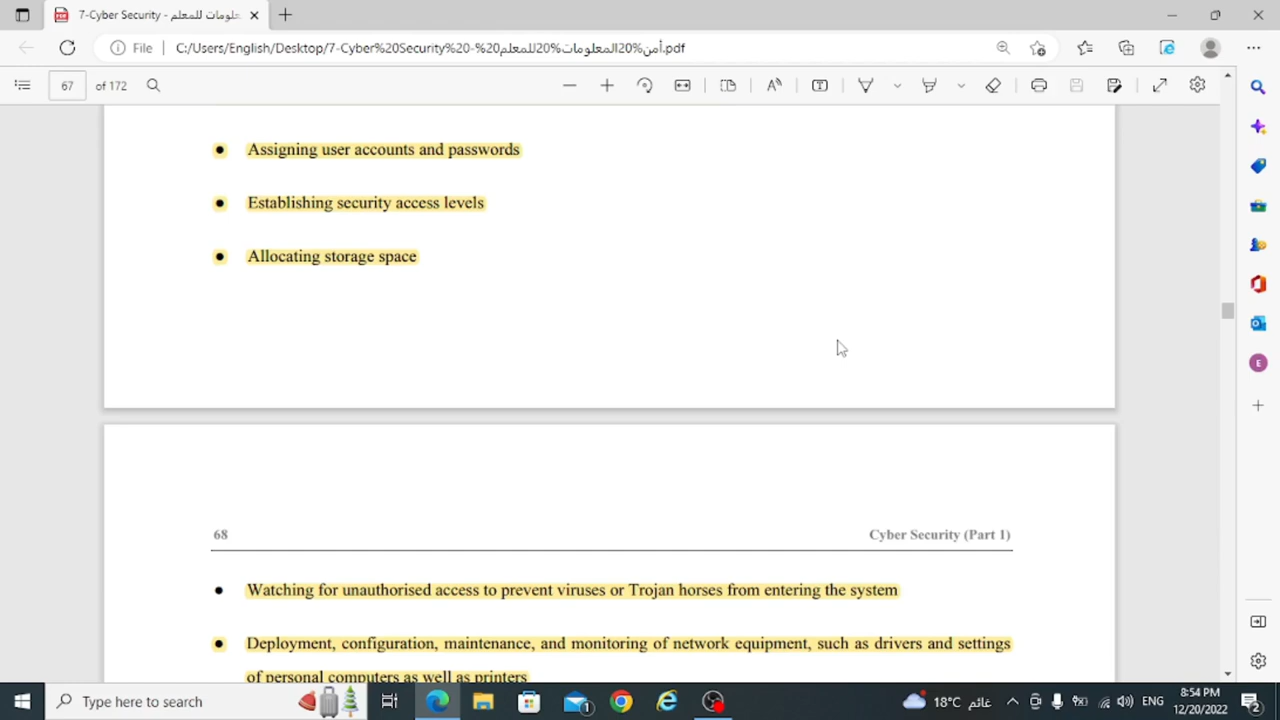 7-Cyber Security - لومات للمعلم
File
C:/Users/English/Desktop/7-Cyber%20Security%20-%20أمن%20المعلومات%20للمعلم.pdf
67 of 172
• Assigning user accounts and passwords
• Establishing security access levels
• Allocating storage space
68 Cyber Security (Part 1)
• Watching for unauthorised access to prevent viruses or Trojan horses from entering the system
• Deployment, configuration, maintenance, and monitoring of network equipment, such as drivers and settings
of personal computers as well as printers
E
Type here to search
1
18°C غائم
ENG
8:54 PM
12/20/2022
2